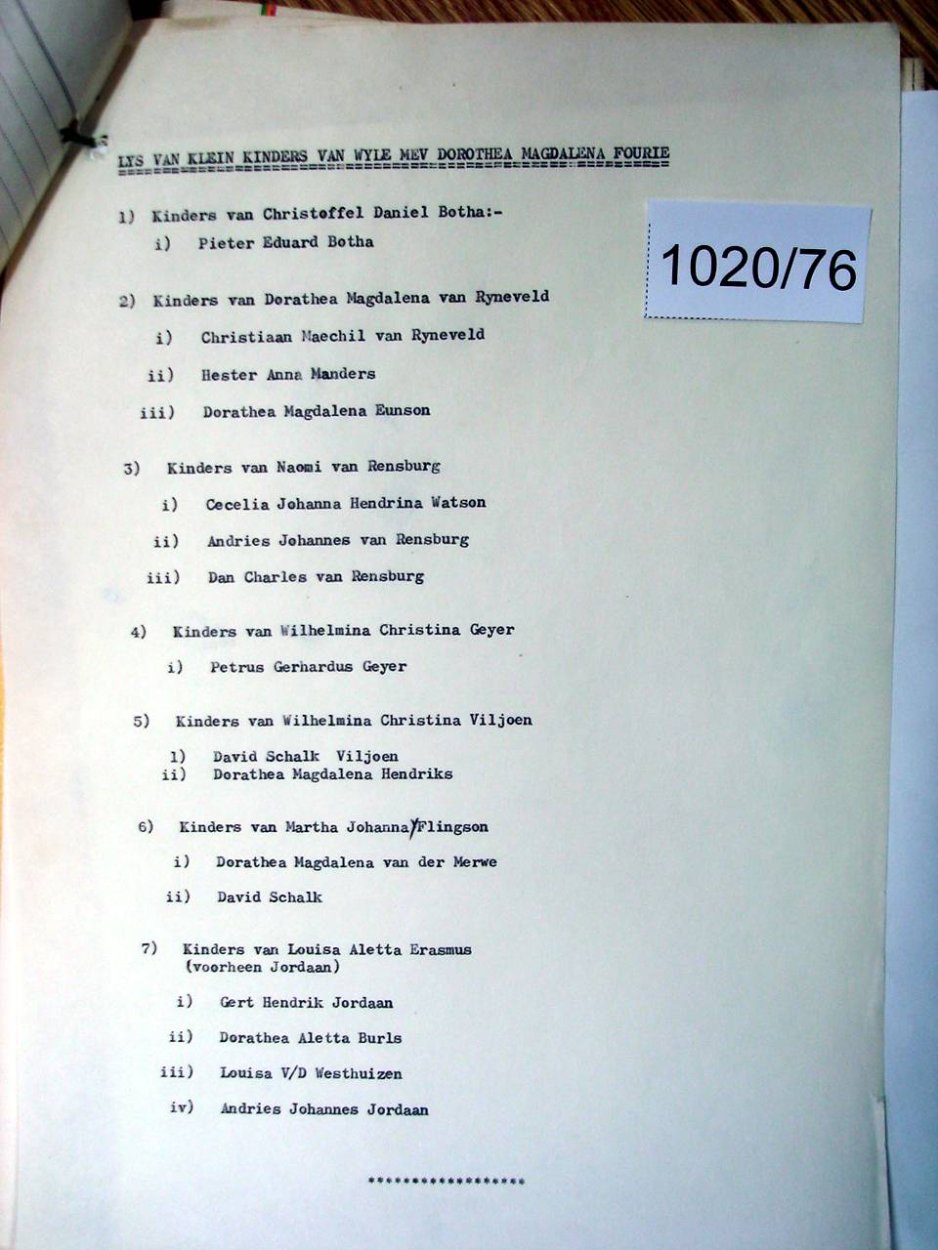 LYS VAN KLEIN KINDERS VAN WYLE MEV DOROTHEA MAGDALENA FOURIE
1) Kinders van Christoffel Daniel Botha:-
i) Pieter Eduard Botha
1020/76
2) Kinders van Dorathea Magdalena van Ryneveld
i) Christiaan Maechil van Ryneveld
ii) Hester Anna Manders
iii) Dorathea Magdalena Eunson
3) Kinders van Naomi van Rensburg
i) Cecelia Johanna Hendrina Watson
ii) Andries Johannes van Rensburg
iii) Dan Charles van Rensburg
4) Kinders van Wilhelmina Christina Geyer
i) Petrus Gerhardus Geyer
5) Kinders van Wilhelmina Christina Viljoen
1) David Schalk Viljoen
ii) Dorathea Magdalena Hendriks
6) Kinders van Martha Johanna/Flingson
i) Dorathea Magdalena van der Merwe
ii) David Schalk
7) Kinders van Louisa Aletta Erasmus
(voorheen Jordaan)
i) Gert Hendrik Jordaan
ii) Dorathea Aletta Burls
iii) Louisa V/D Westhuizen
iv) Andries Johannes Jordaan
******************